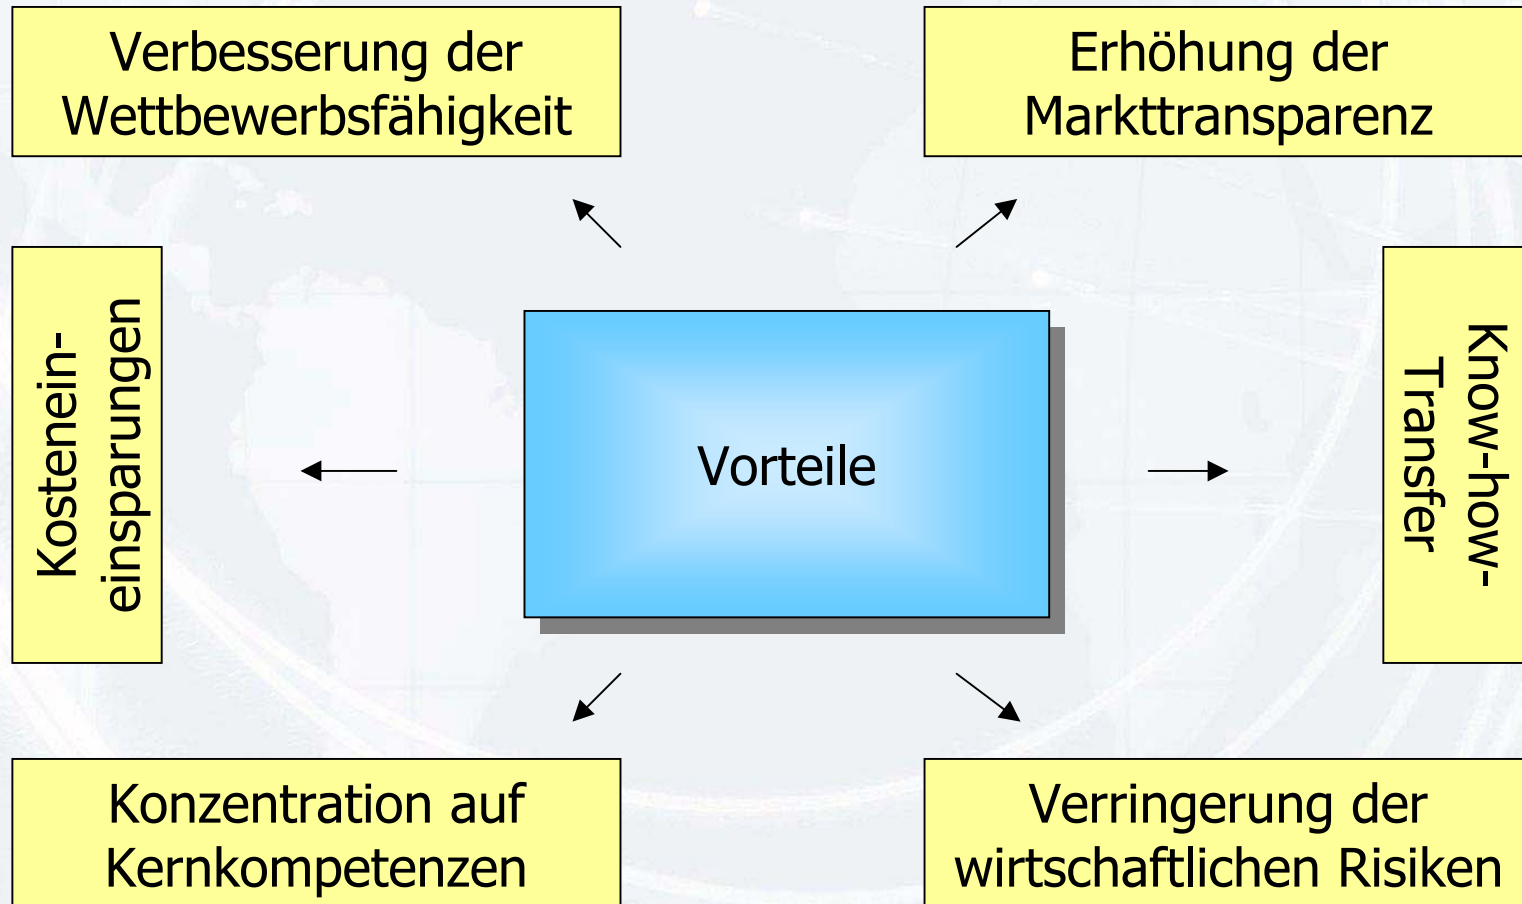 Verbesserung der
Wettbewerbsfähigkeit
Erhöhung der
Markttransparenz
Kostenein-
einsparungen
Vorteile
Know-how-
Transfer
Konzentration auf
Kernkompetenzen
Verringerung der
wirtschaftlichen Risiken